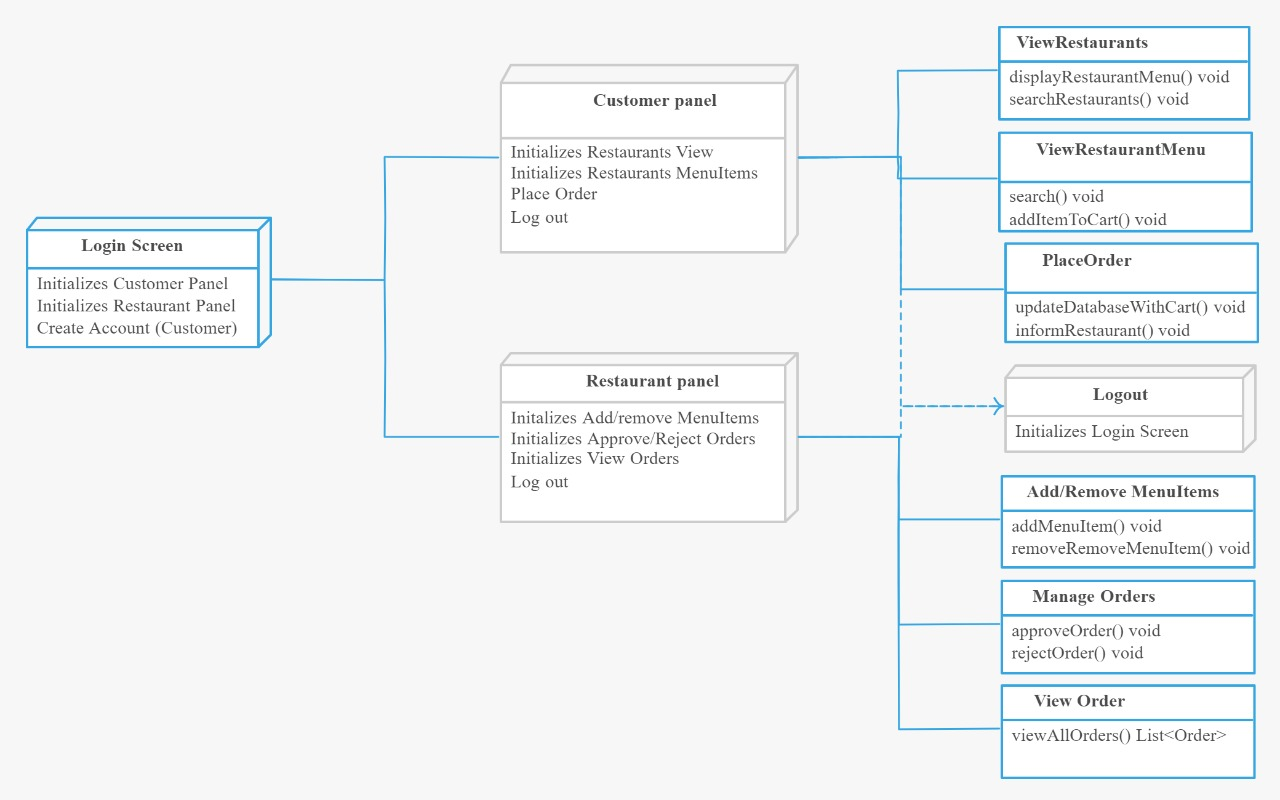 Login Screen
Initializes Customer Panel
Initializes Restaurant Panel
Create Account (Customer)
Customer panel
Initializes Restaurants View
Initializes Restaurants MenuItems
Place Order
Log out
Restaurant panel
Initalizes Add/remove MenuItems
Initializes Approve/Reject Orders
Initializes View Orders
Log out
ViewRestaurants
displayRestaurantMenu() void
searchRestaurants() void
ViewRestaurantMenu
search() void
addItemToCart() void
PlaceOrder
updateDatabaseWithCart() void
informRestaurant() void
Logout
Initializes Login Screen
Add/Remove MenuItems
addMenuItem() void
removeRemoveMenuItem() void
Manage Orders
approveOrder() void
rejectOrder() void
View Order
viewAllOrders() List<Order>